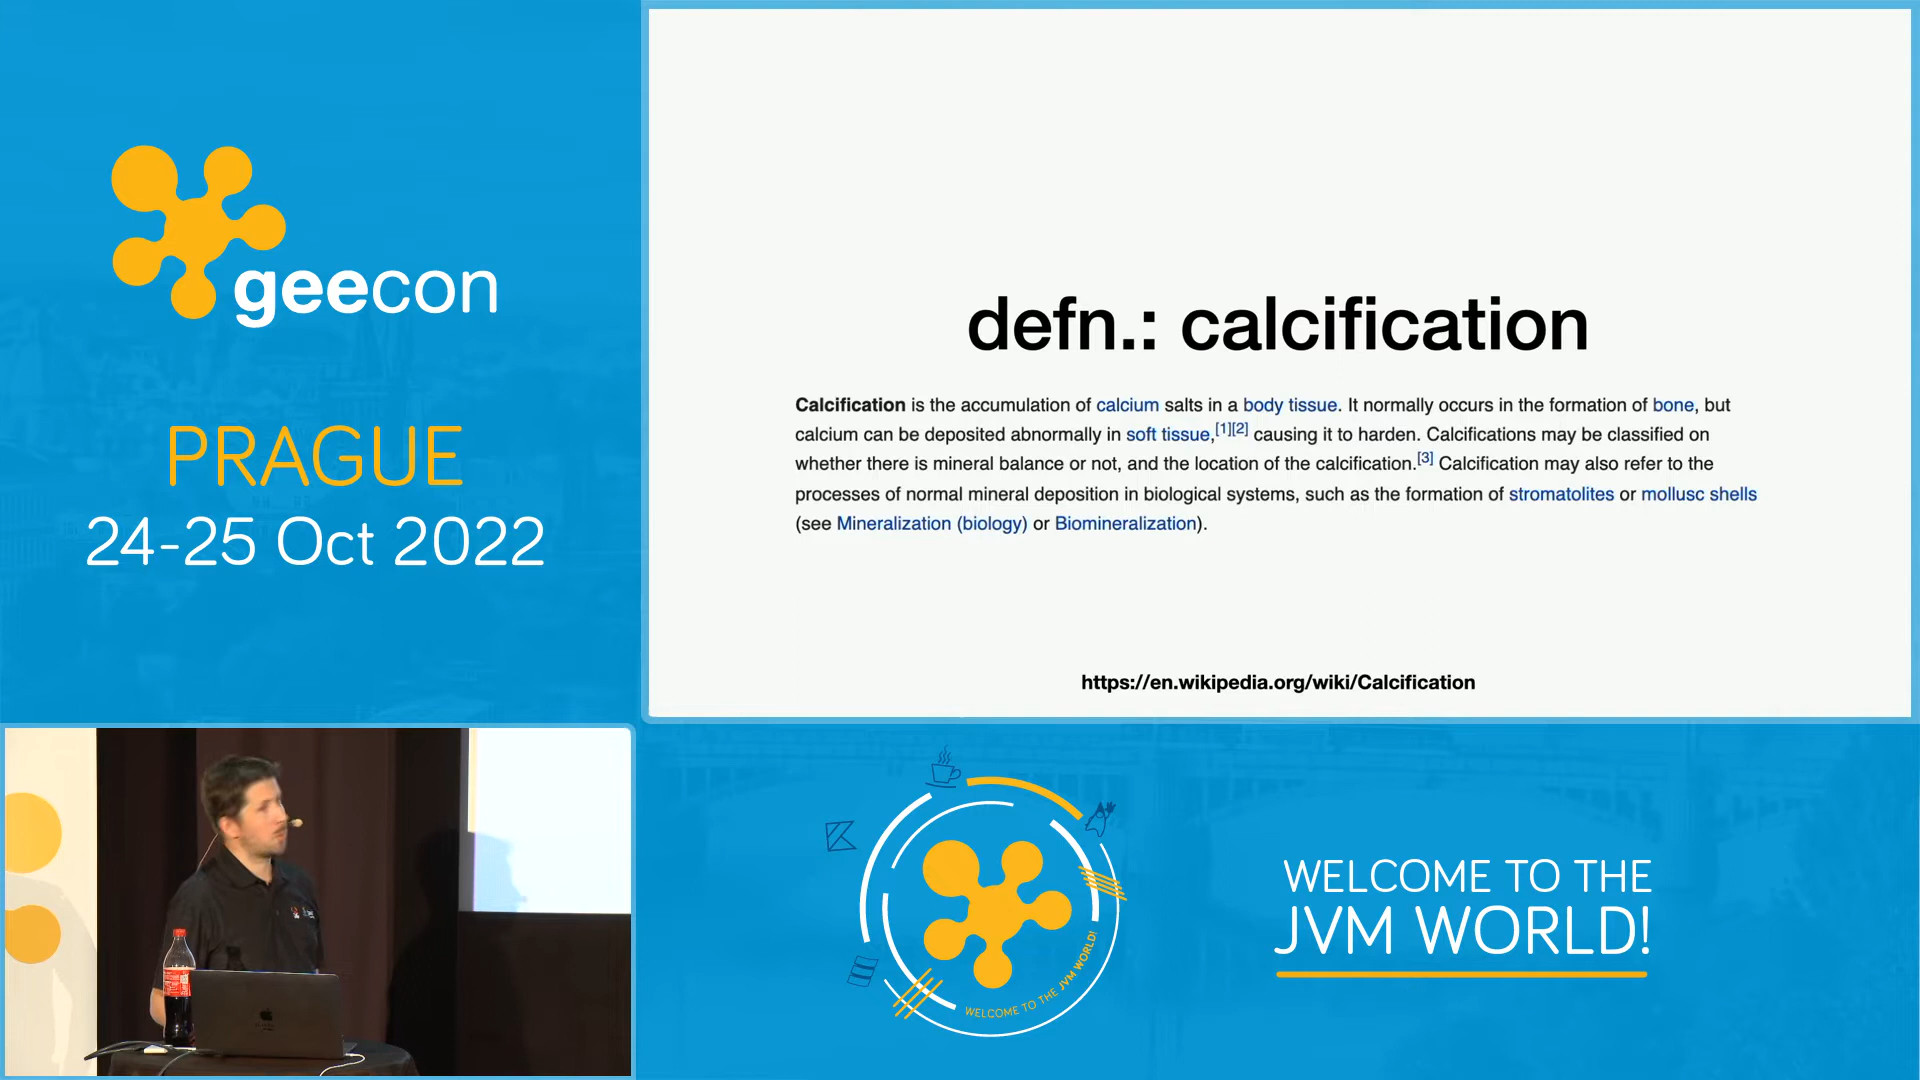 geecon
PRAGUE
24-25 Oct 2022
defn.: calcification
Calcification is the accumulation of calcium salts in a body tissue. It normally occurs in the formation of bone, but
calcium can be deposited abnormally in soft tissue,[1][2] causing it to harden. Calcifications may be classified on
whether there is mineral balance or not, and the location of the calcification.[3] Calcification may also refer to the
processes of normal mineral deposition in biological systems, such as the formation of stromatolites or mollusc shells
(see Mineralization (biology) or Biomineralization).
https://en.wikipedia.org/wiki/Calcification
WELCOME TO THE JVM WORLD!
WELCOME TO THE
JVM WORLD!